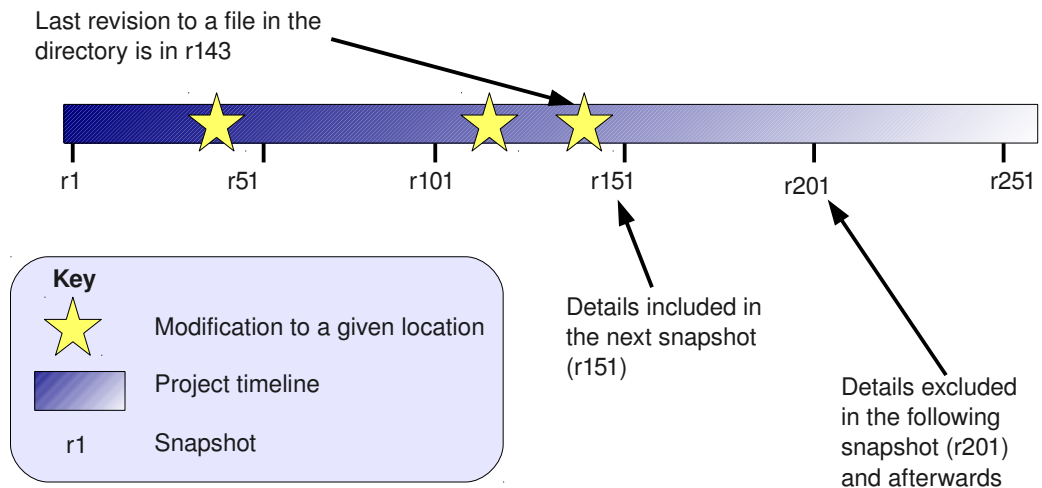 Last revision to a file in the
directory is in r143
r1
r51
r101
r151
r201
r251
Key
Modification to a given location
Project timeline
r1
Snapshot
Details included in
the next snapshot
(r151)
Details excluded
in the following
snapshot (r201)
and afterwards